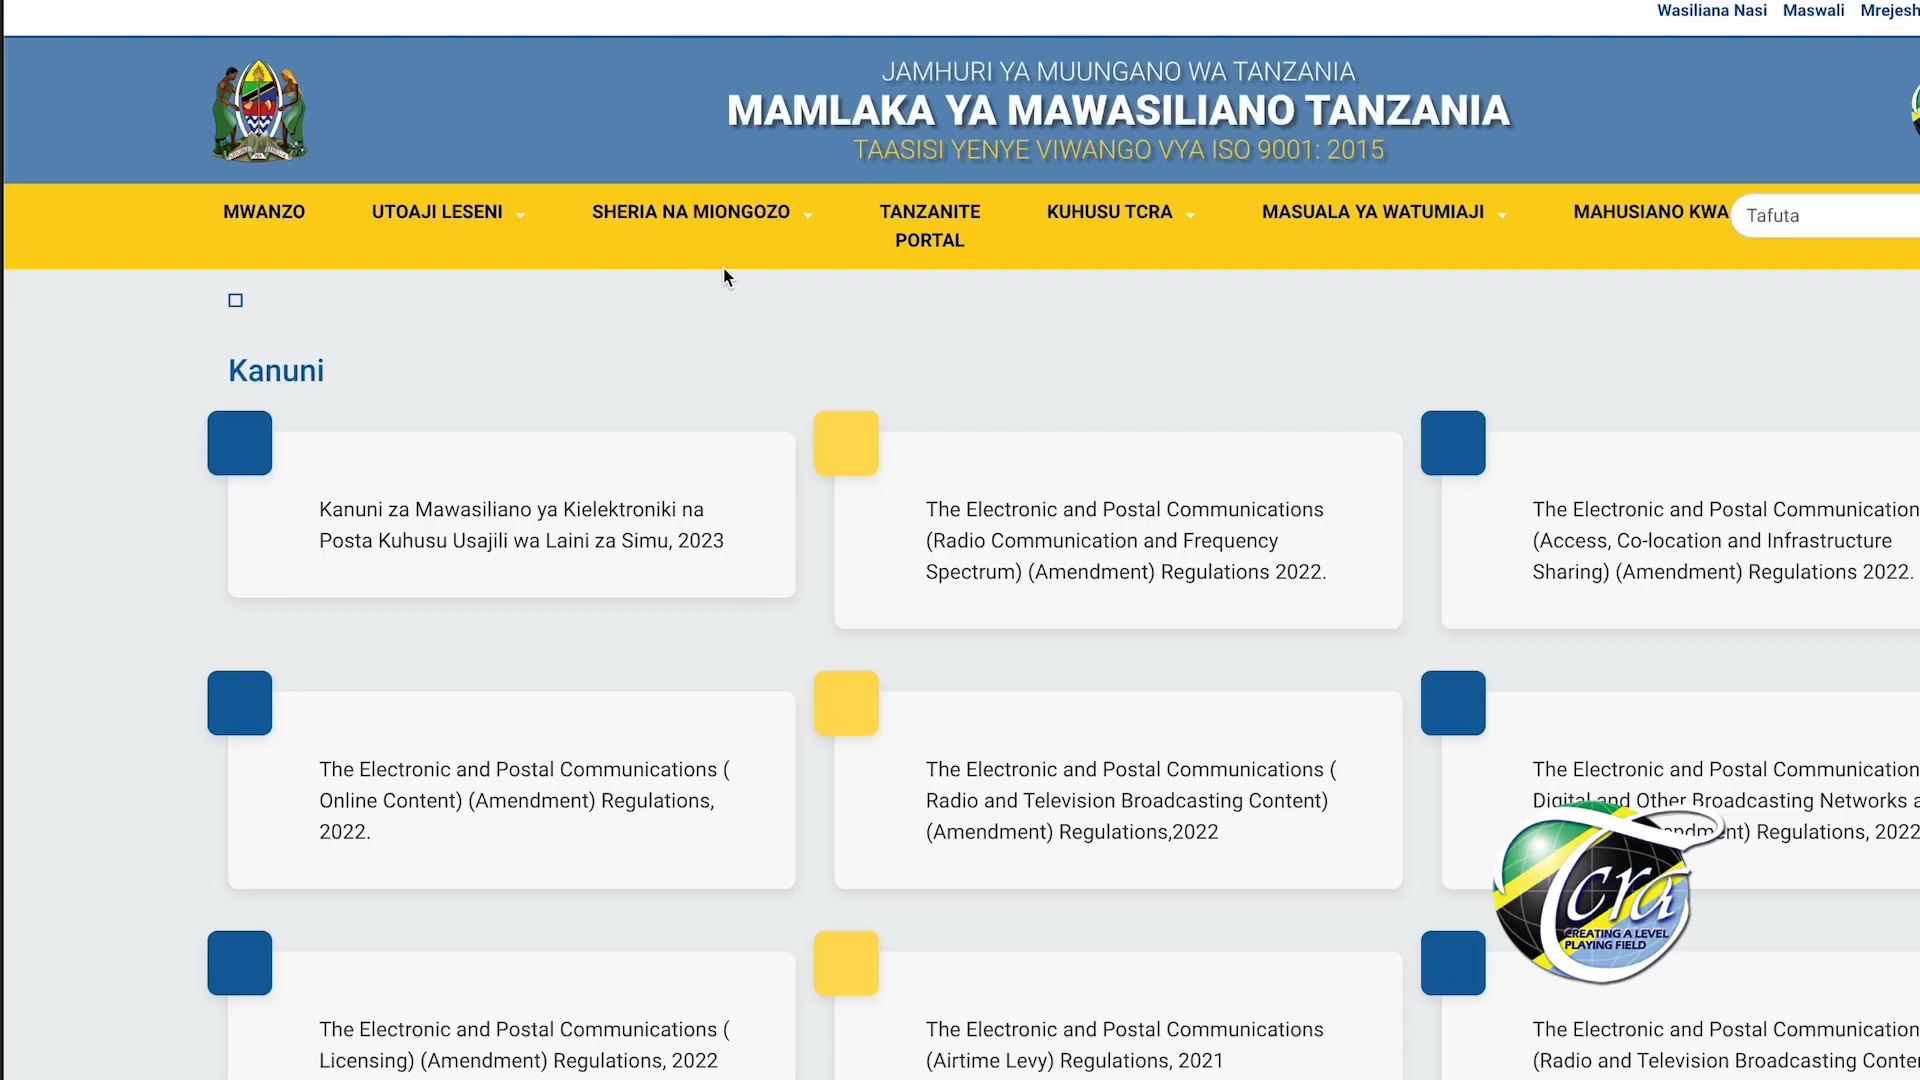 Wasiliana Nasi Maswali Mrejesh
JAMHURI YA MUUNGANO WA TANZANIA
MAMLAKA YA MAWASILIANO TANZANIA
TAASISI YENYE VIWANGO VYA ISO 9001: 2015
MWANZO UTOAJI LESENI SHERIA NA MIONGOZO TANZANITE PORTAL KUHUSU TCRA MASUALA YA WATUMIAJI MAHUSIANO KWA Tafuta
Kanuni
Kanuni za Mawasiliano ya Kielektroniki na
Posta Kuhusu Usajili wa Laini za Simu, 2023
The Electronic and Postal Communications
(Radio Communication and Frequency
Spectrum) (Amendment) Regulations 2022.
The Electronic and Postal Communication
(Access, Co-location and Infrastructure
Sharing) (Amendment) Regulations 2022.
The Electronic and Postal Communications (
Online Content) (Amendment) Regulations,
2022.
The Electronic and Postal Communications (
Radio and Television Broadcasting Content)
(Amendment) Regulations,2022
The Electronic and Postal Communication
Digital and Other Broadcasting Networks a
endment) Regulations, 2022
The Electronic and Postal Communications (
Licensing) (Amendment) Regulations, 2022
The Electronic and Postal Communications
(Airtime Levy) Regulations, 2021
The Electronic and Postal Communication
(Radio and Television Broadcasting Conte
Tcra
CREATING A LEVEL
PLAYING FIELD